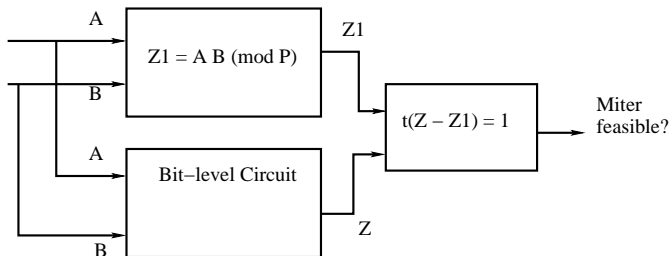 A
Z1 = A B (mod P)
B
Z1
t(Z − Z1) = 1
Miter
feasible?
A
Bit−level Circuit
B
Z